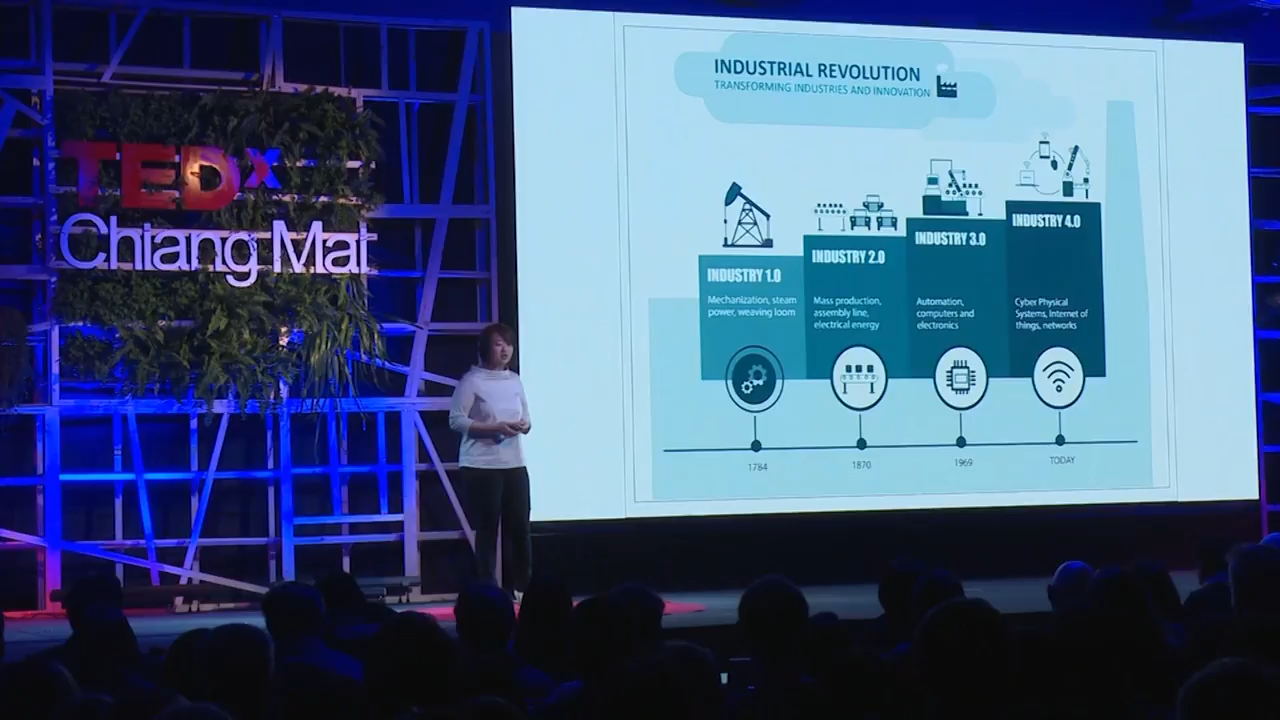 TEDx
Chiang Mai
INDUSTRIAL REVOLUTION
TRANSFORMING INDUSTRIES AND INNOVATION
INDUSTRY 1.0
Mechanization, steam
power, weaving loom
INDUSTRY 2.0
Mass production,
assembly line,
electrical energy
INDUSTRY 3.0
Automation,
computers and
electronics
INDUSTRY 4.0
Cyber Physical
Systems, Internet of
things, networks
1784
1870
1969
TODAY